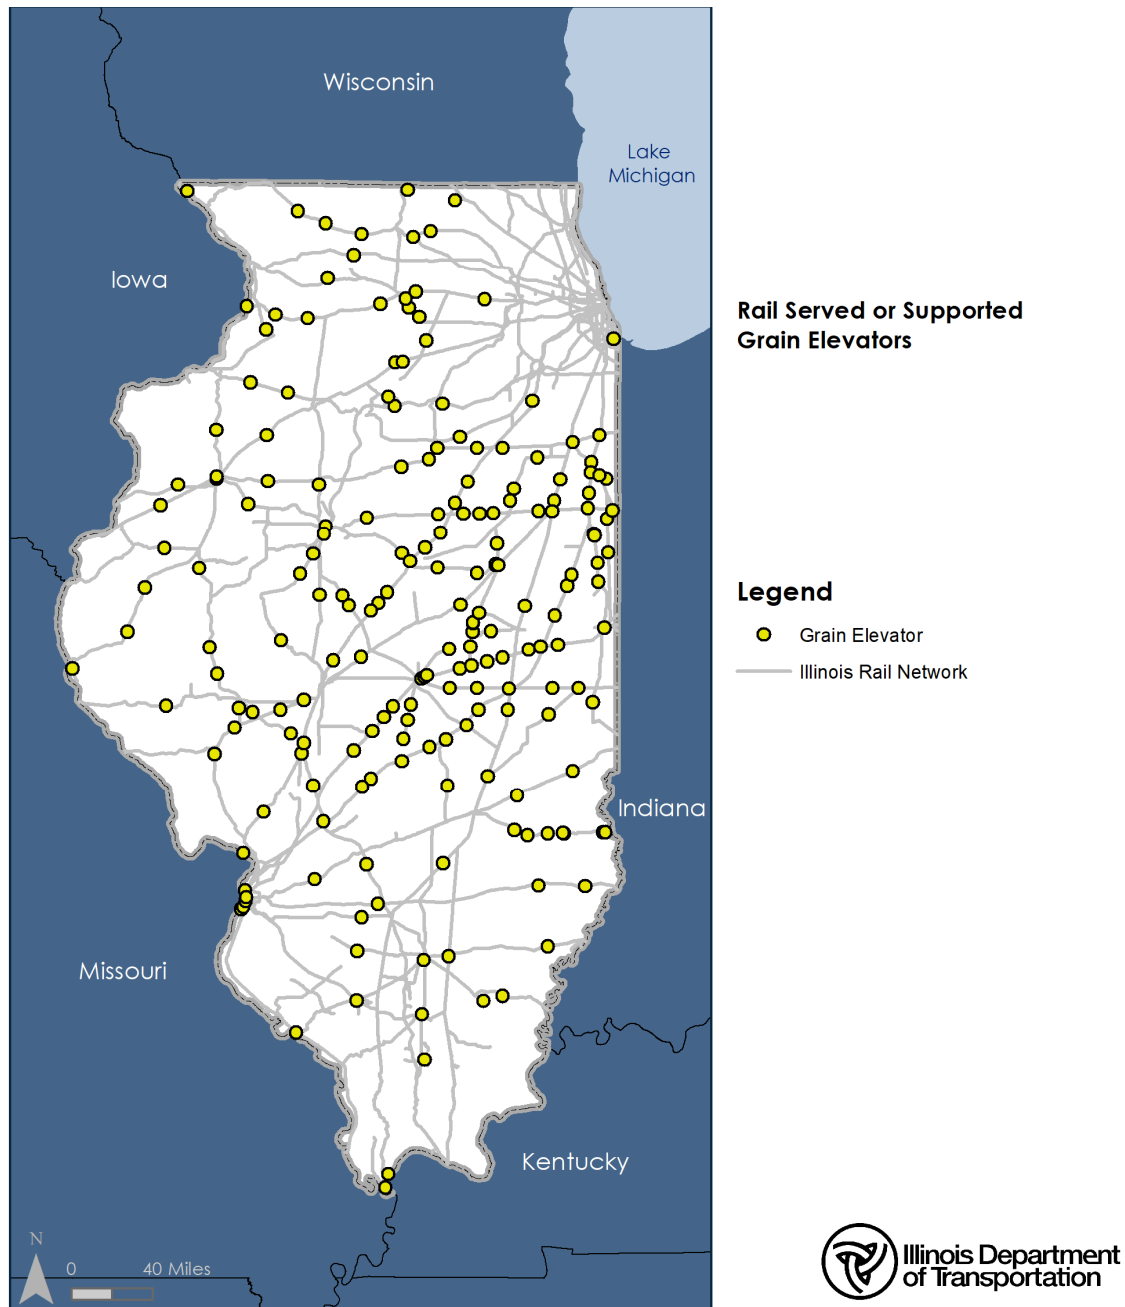 Wisconsin
Lake
Michigan
Iowa
Rail Served or Supported
Grain Elevators
Legend
Grain Elevator
Illinois Rail Network
Indiana
Missouri
Kentucky
N
0 40 Miles
Illinois Department
of Transportation